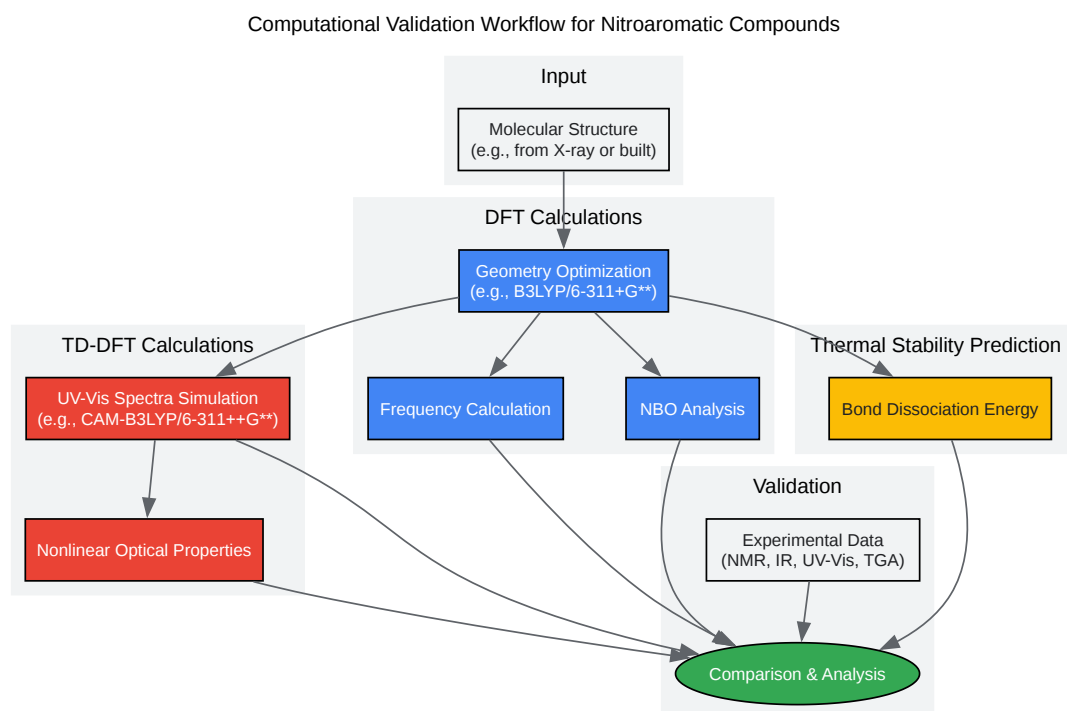 Computational Validation Workflow for Nitroaromatic Compounds
Input
Molecular Structure
(e.g., from X-ray or built)
DFT Calculations
Geometry Optimization
(e.g., B3LYP/6-311+G**)
TD-DFT Calculations
Thermal Stability Prediction
UV-Vis Spectra Simulation
(e.g., CAM-B3LYP/6-311++G**)
Frequency Calculation
NBO Analysis
Bond Dissociation Energy
Validation
Nonlinear Optical Properties
Experimental Data
(NMR, IR, UV-Vis, TGA)
Comparison & Analysis